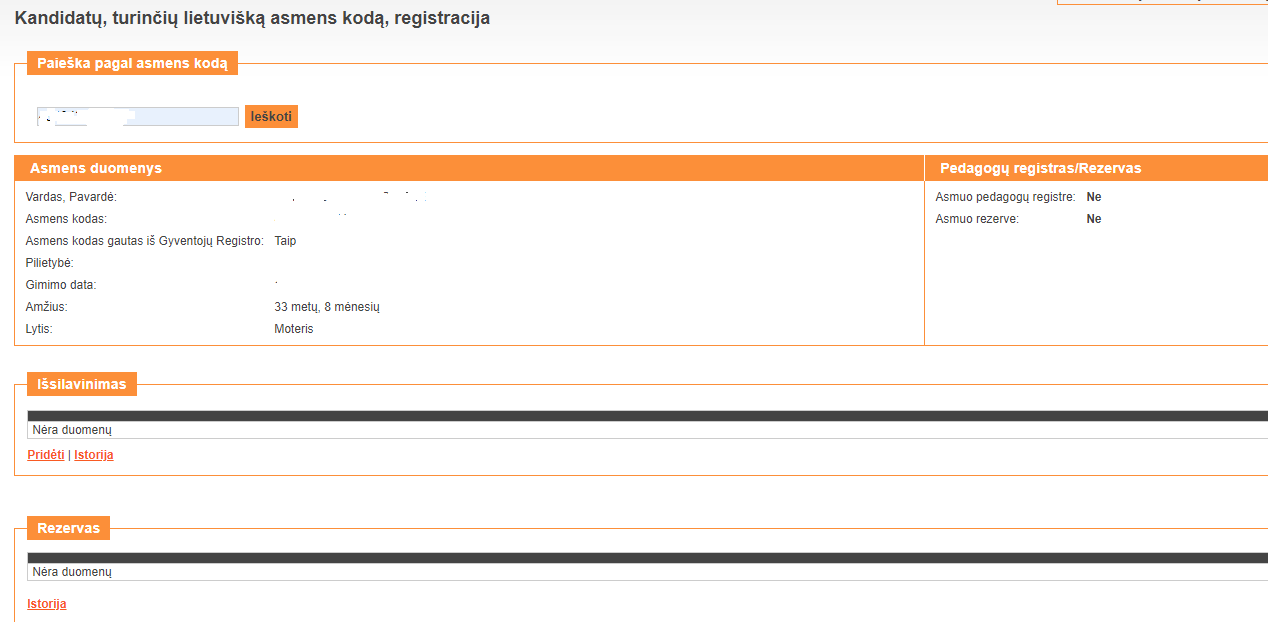 Kandidatų, turinčių lietuvišką asmens kodą, registracija
Paieška pagal asmens kodą
Ieškoti
Asmens duomenys
Vardas, Pavardė:
Asmens kodas:
Asmens kodas gautas iš Gyventojų Registro: Taip
Pilietybė:
Gimimo data:
Amžius: 33 metų, 8 mėnesių
Lytis: Moteris
Pedagogų registras/Rezervas
Asmuo pedagogų registre: Ne
Asmuo rezerve: Ne
Išsilavinimas
Nėra duomenų
Pridėti | Istorija
Rezervas
Nėra duomenų
Istorija